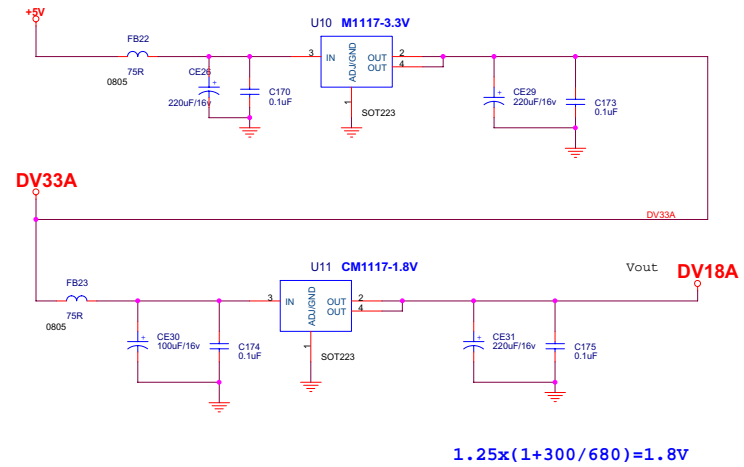 +5V
U10 M1117-3.3V
FB22
75R
0805
CE26
220uF/16v
C170
0.1uF
3 IN
ADJ/GND
OUT 2
OUT 4
1
SOT223
CE29
220uF/16v
C173
0.1uF
DV33A
DV33A
U11 CM1117-1.8V
Vout DV18A
FB23
75R
0805
CE30
100uF/16v
C174
0.1uF
3 IN
ADJ/GND
OUT 2
OUT 4
1
SOT223
CE31
220uF/16v
C175
0.1uF
1.25x(1+300/680)=1.8V